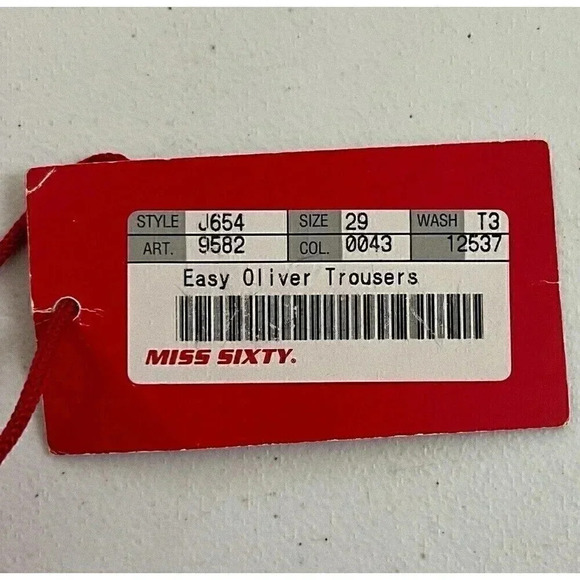 STYLE J654 SIZE 29 WASH T3
ART. 9582 COL. 0043 12537
Easy Oliver Trousers
MISS SIXTY.